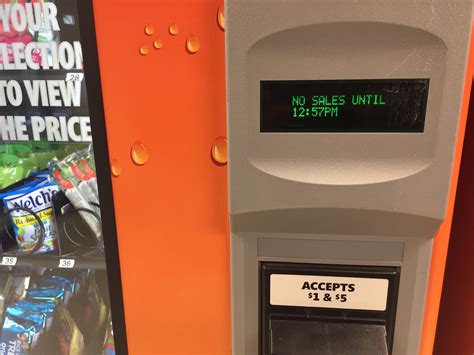 YOUR
LECTION
28
TO VIEW
HE PRICE
Welch's
35
36
NO SALES UNTIL
12:57PM
ACCEPTS
$1 & $5